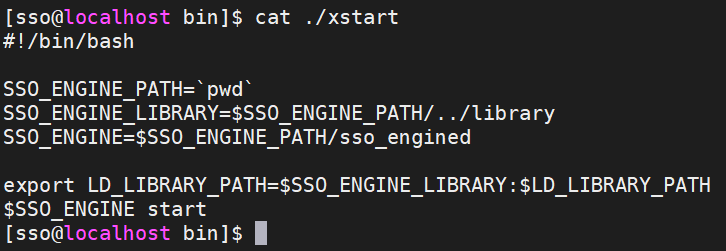 [sso@localhost bin]$ cat ./xstart
#!/bin/bash
SSO_ENGINE_PATH=`pwd`
SSO_ENGINE_LIBRARY=$SSO_ENGINE_PATH/../library
SSO_ENGINE=$SSO_ENGINE_PATH/sso_engined
export LD_LIBRARY_PATH=$SSO_ENGINE_LIBRARY:$LD_LIBRARY_PATH
$SSO_ENGINE start
[sso@localhost bin]$